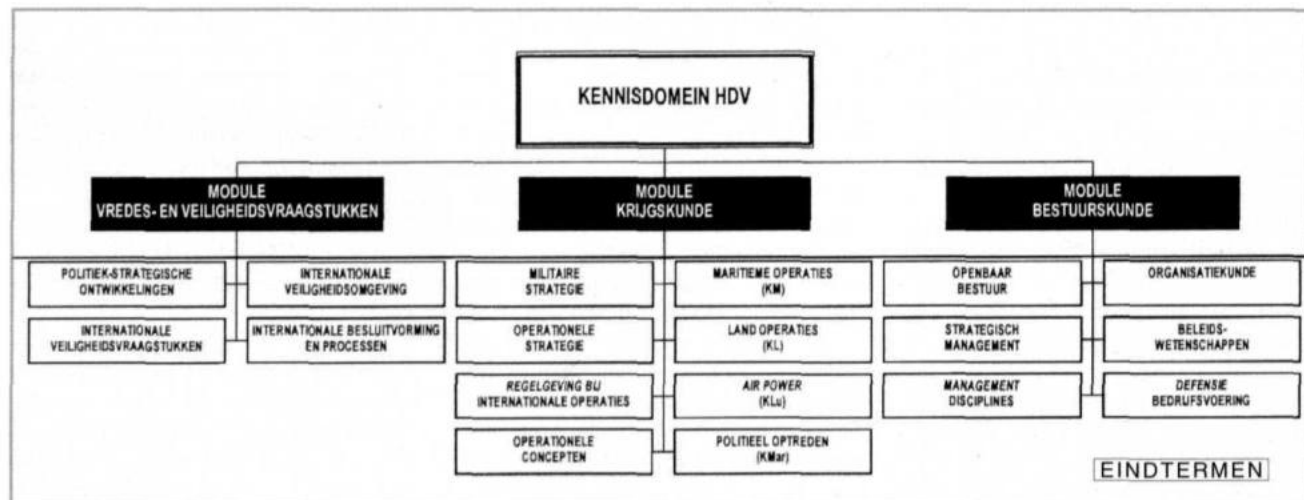 KENNISDOMEIN HDV
MODULE
VREDES- EN VEILIGHEIDSVRAAGSTUKKEN
MODULE
KRIJGSKUNDE
MODULE
BESTUURSKUNDE
POLITIEK-STRATEGISCHE
ONTWIKKELINGEN
INTERNATIONALE
VEILIGHEIDSOMGEVING
INTERNATIONALE
VEILIGHEIDSVRAAGSTUKKEN
INTERNATIONALE BESLUITVORMING
EN PROCESSEN
MILITAIRE
STRATEGIE
MARITIEME OPERATIES
(KM)
OPERATIONELE
STRATEGIE
LAND OPERATIES
(KL)
REGELGEVING BIJ
INTERNATIONALE OPERATIES
AIR POWER
(KLu)
OPERATIONELE
CONCEPTEN
POLITIEEL OPTREDEN
(KMar)
OPENBAAR
BESTUUR
ORGANISATIEKUNDE
STRATEGISCH
MANAGEMENT
BELEIDS-
WETENSCHAPPEN
MANAGEMENT
DISCIPLINES
DEFENSIE
BEDRIJFSVOERING
EINDTERMEN